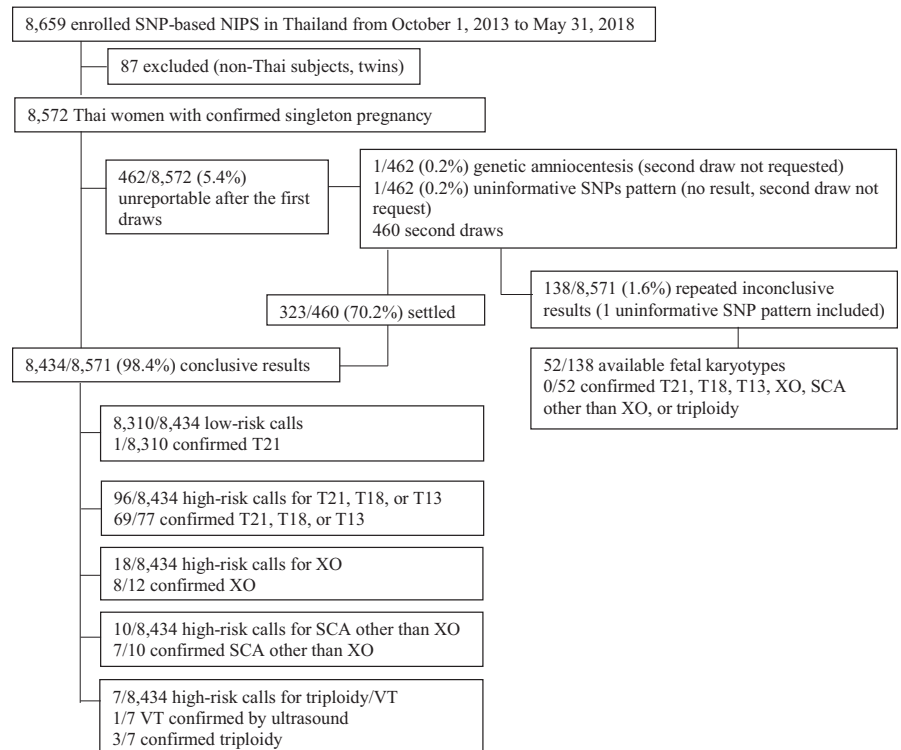 8,659 enrolled SNP-based NIPS in Thailand from October 1, 2013 to May 31, 2018
87 excluded (non-Thai subjects, twins)
8,572 Thai women with confirmed singleton pregnancy
462/8,572 (5.4%)
unreportable after the first
draws
1/462 (0.2%) genetic amniocentesis (second draw not requested)
1/462 (0.2%) uninformative SNPs pattern (no result, second draw not
request)
460 second draws
138/8,571 (1.6%) repeated inconclusive
results (1 uninformative SNP pattern included)
323/460 (70.2%) settled
8,434/8,571 (98.4%) conclusive results
52/138 available fetal karyotypes
0/52 confirmed T21, T18, T13, XO, SCA
other than XO, or triploidy
8,310/8,434 low-risk calls
1/8,310 confirmed T21
96/8,434 high-risk calls for T21, T18, or T13
69/77 confirmed T21, T18, or T13
18/8,434 high-risk calls for XO
8/12 confirmed XO
10/8,434 high-risk calls for SCA other than XO
7/10 confirmed SCA other than XO
7/8,434 high-risk calls for triploidy/VT
1/7 VT confirmed by ultrasound
3/7 confirmed triploidy